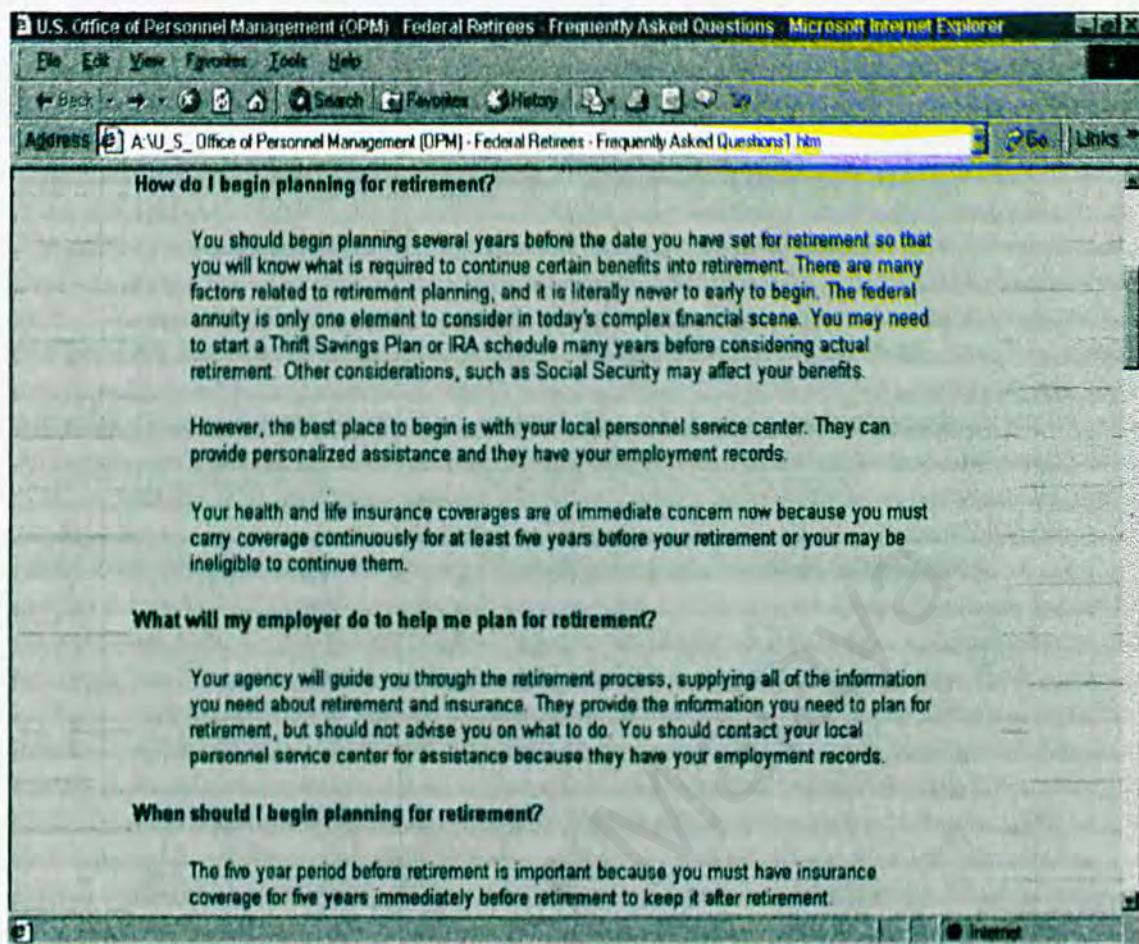 U.S. Office of Personnel Management (OPM) - Federal Retirees - Frequently Asked Questions - Microsoft Internet Explorer
File Edit View Favorites Tools Help
Back Search Favorites History
Address A:\U_S_ Office of Personnel Management (OPM) - Federal Retirees - Frequently Asked Questions1.htm Go Links
How do I begin planning for retirement?
You should begin planning several years before the date you have set for retirement so that
you will know what is required to continue certain benefits into retirement. There are many
factors related to retirement planning, and it is literally never to early to begin. The federal
annuity is only one element to consider in today's complex financial scene. You may need
to start a Thrift Savings Plan or IRA schedule many years before considering actual
retirement. Other considerations, such as Social Security may affect your benefits.
However, the best place to begin is with your local personnel service center. They can
provide personalized assistance and they have your employment records.
Your health and life insurance coverages are of immediate concern now because you must
carry coverage continuously for at least five years before your retirement or your may be
ineligible to continue them.
What will my employer do to help me plan for retirement?
Your agency will guide you through the retirement process, supplying all of the information
you need about retirement and insurance. They provide the information you need to plan for
retirement, but should not advise you on what to do. You should contact your local
personnel service center for assistance because they have your employment records.
When should I begin planning for retirement?
The five year period before retirement is important because you must have insurance
coverage for five years immediately before retirement to keep it after retirement.
Internet